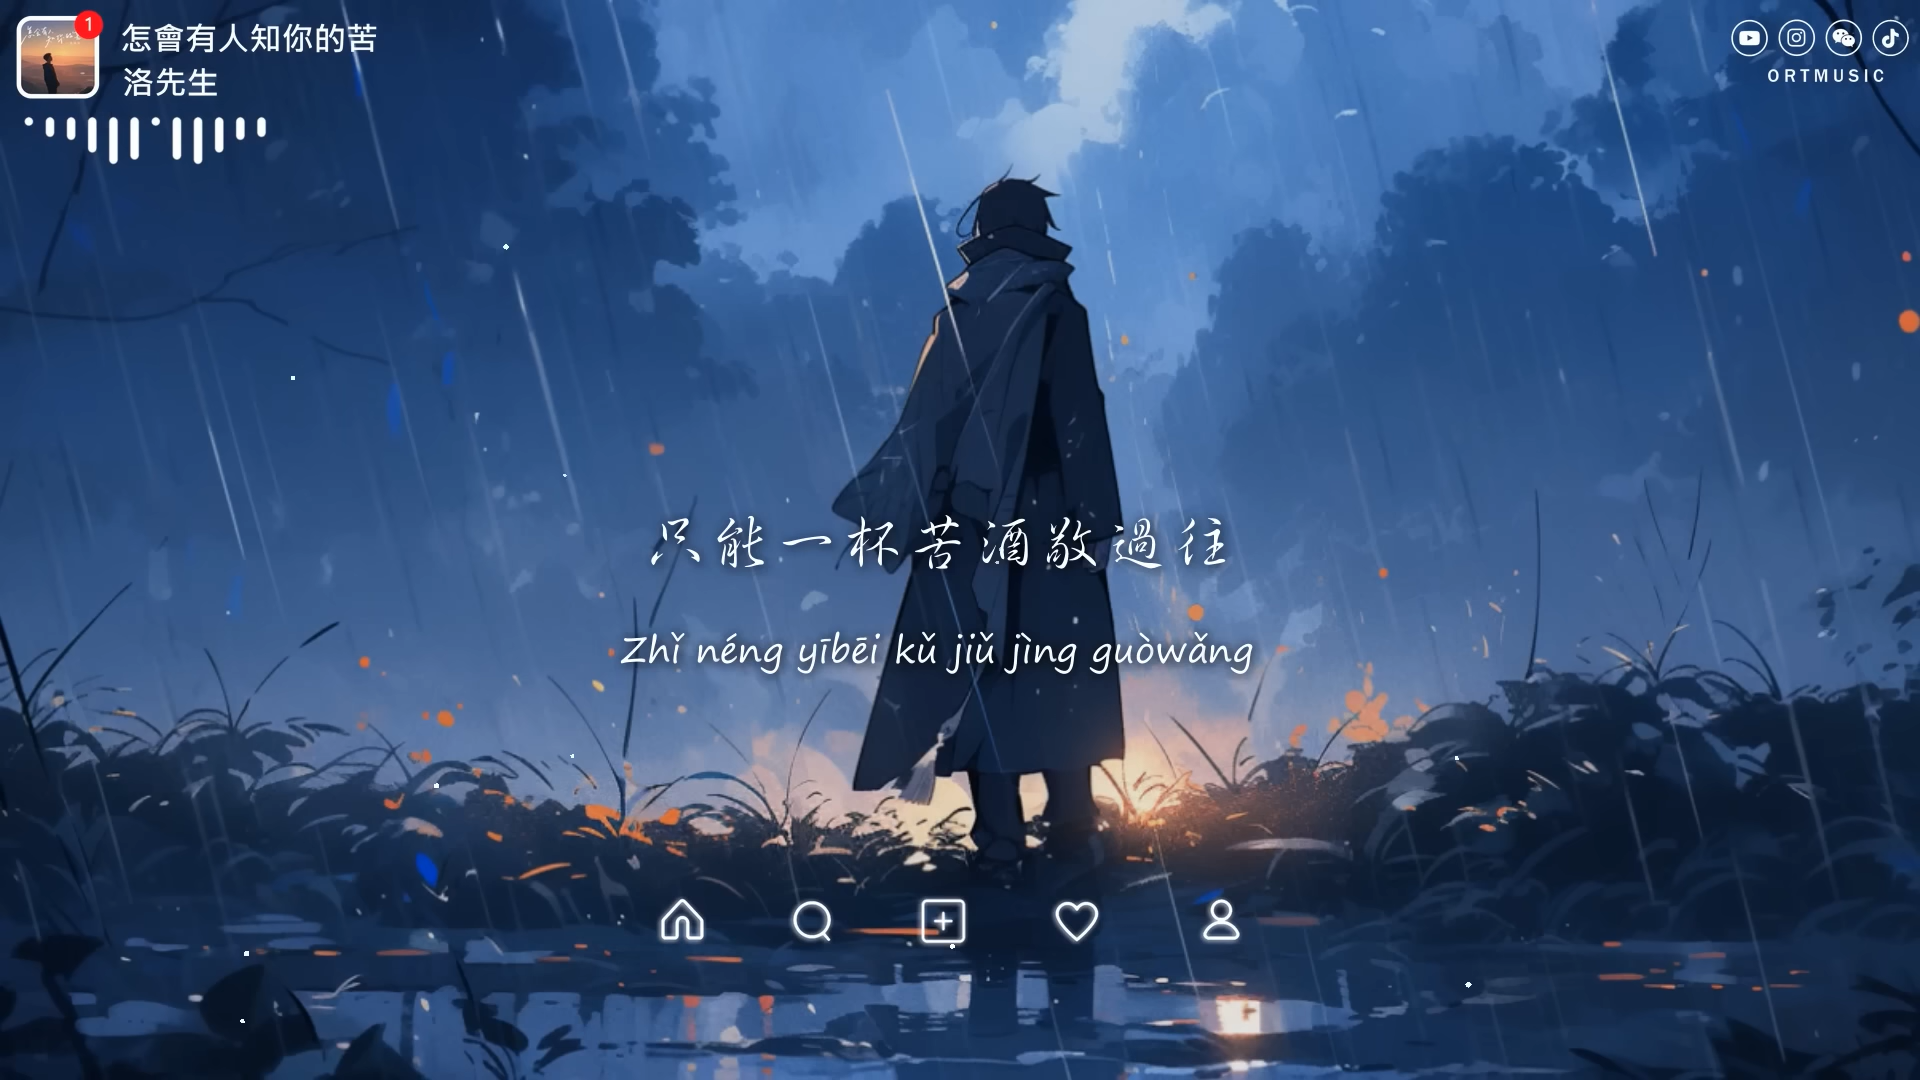 1
怎會有人知你的苦
洛先生
ORTMUSIC
只能一杯苦酒敬過往
Zhǐ néng yībēi kǔ jiǔ jìng guòwǎng